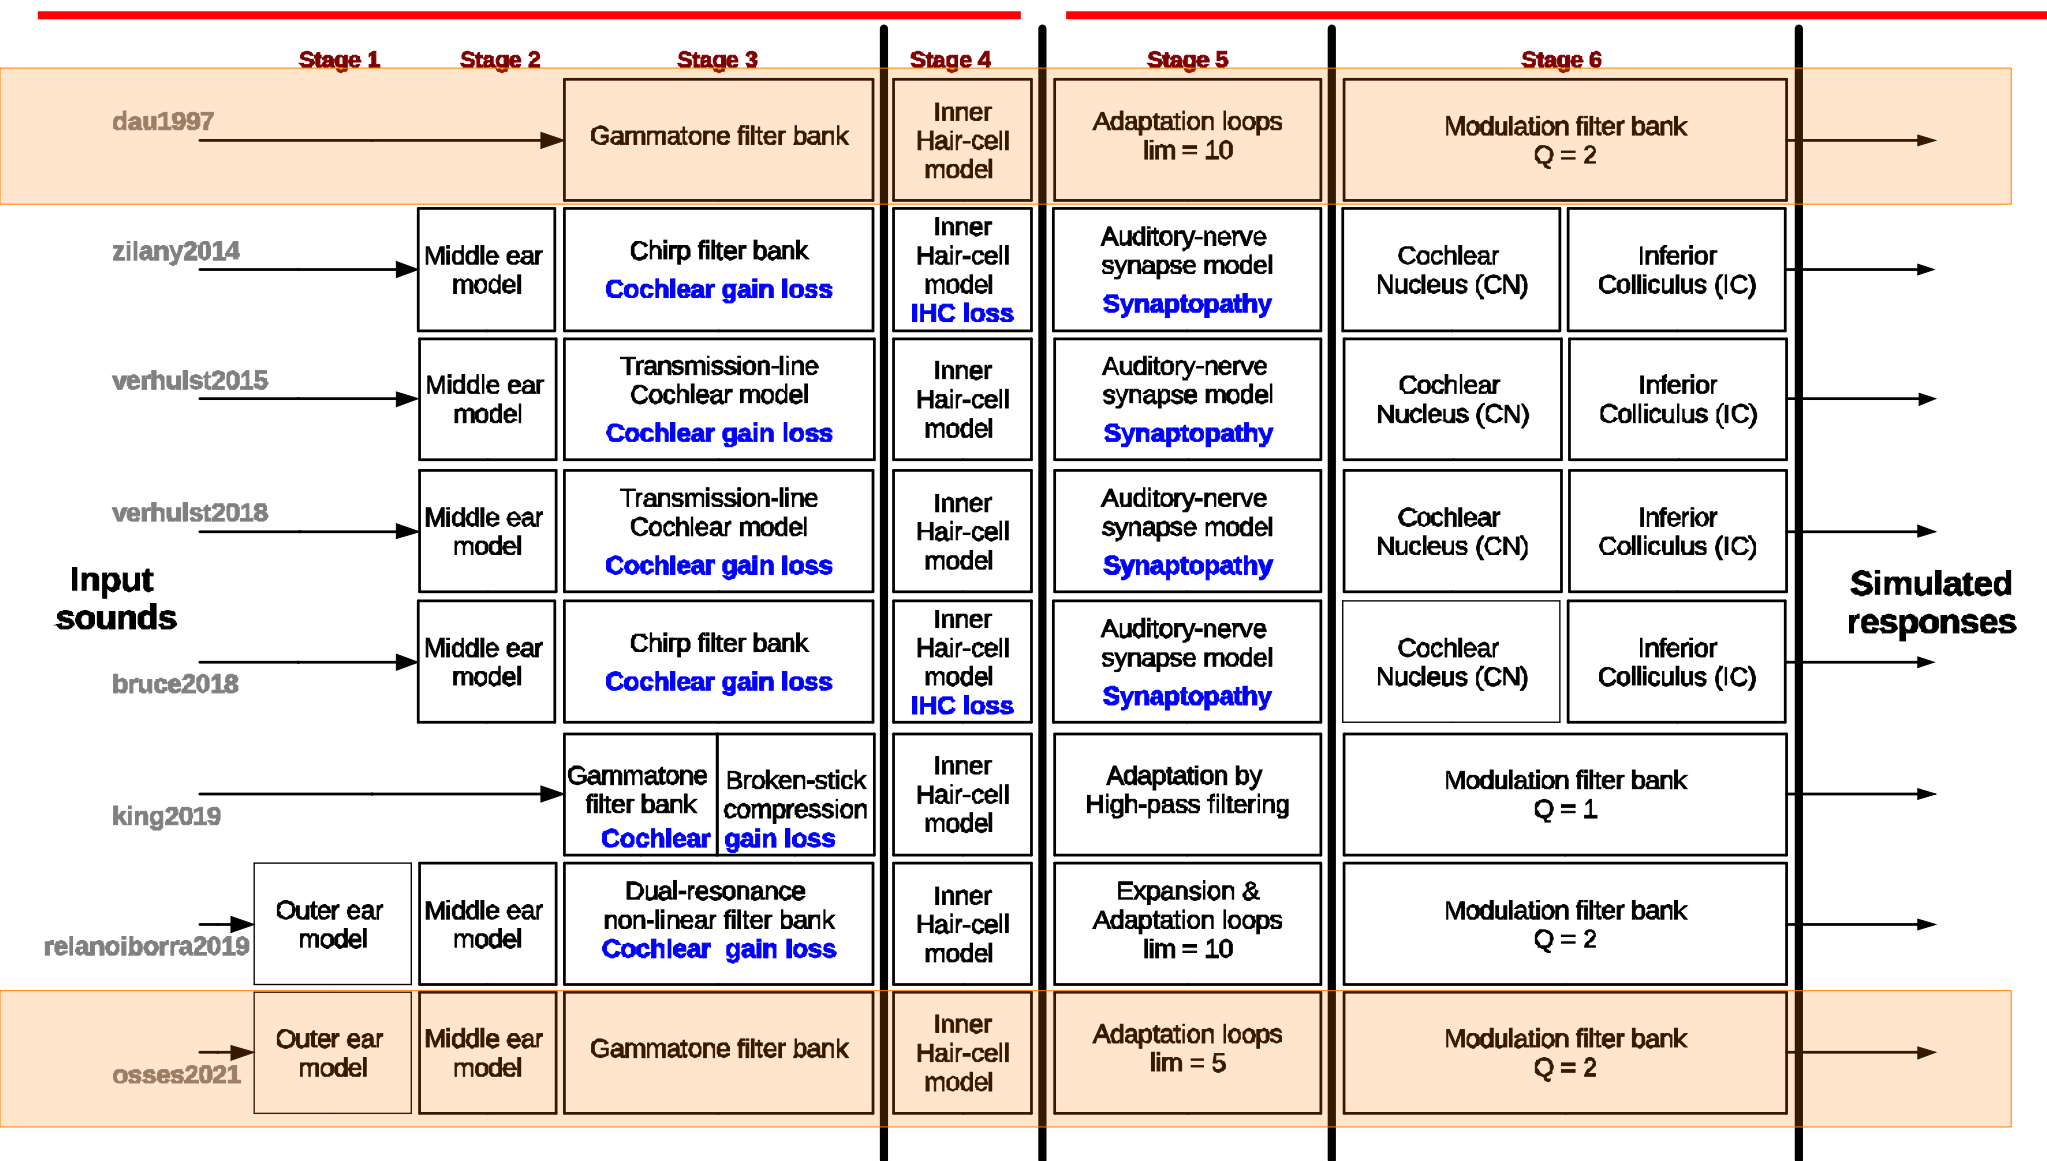 Stage 1
Stage 2
Stage 3
Stage 4
Stage 5
Stage 6
dau1997
Gammatone filter bank
Inner
Hair-cell
model
Adaptation loops
lim = 10
Modulation filter bank
Q = 2
zilany2014
Middle ear
model
Chirp filter bank
Cochlear gain loss
Inner
Hair-cell
model
IHC loss
Auditory-nerve
synapse model
Synaptopathy
Cochlear
Nucleus (CN)
Inferior
Colliculus (IC)
verhulst2015
Middle ear
model
Transmission-line
Cochlear model
Cochlear gain loss
Inner
Hair-cell
model
Auditory-nerve
synapse model
Synaptopathy
Cochlear
Nucleus (CN)
Inferior
Colliculus (IC)
verhulst2018
Middle ear
model
Transmission-line
Cochlear model
Cochlear gain loss
Inner
Hair-cell
model
Auditory-nerve
synapse model
Synaptopathy
Cochlear
Nucleus (CN)
Inferior
Colliculus (IC)
Input
sounds
Simulated
responses
bruce2018
Middle ear
model
Chirp filter bank
Cochlear gain loss
Inner
Hair-cell
model
IHC loss
Auditory-nerve
synapse model
Synaptopathy
Cochlear
Nucleus (CN)
Inferior
Colliculus (IC)
king2019
Gammatone
filter bank
Broken-stick
compression
Cochlear gain loss
Inner
Hair-cell
model
Adaptation by
High-pass filtering
Modulation filter bank
Q = 1
relanoiborra2019
Outer ear
model
Middle ear
model
Dual-resonance
non-linear filter bank
Cochlear gain loss
Inner
Hair-cell
model
Expansion &
Adaptation loops
lim = 10
Modulation filter bank
Q = 2
osses2021
Outer ear
model
Middle ear
model
Gammatone filter bank
Inner
Hair-cell
model
Adaptation loops
lim = 5
Modulation filter bank
Q = 2